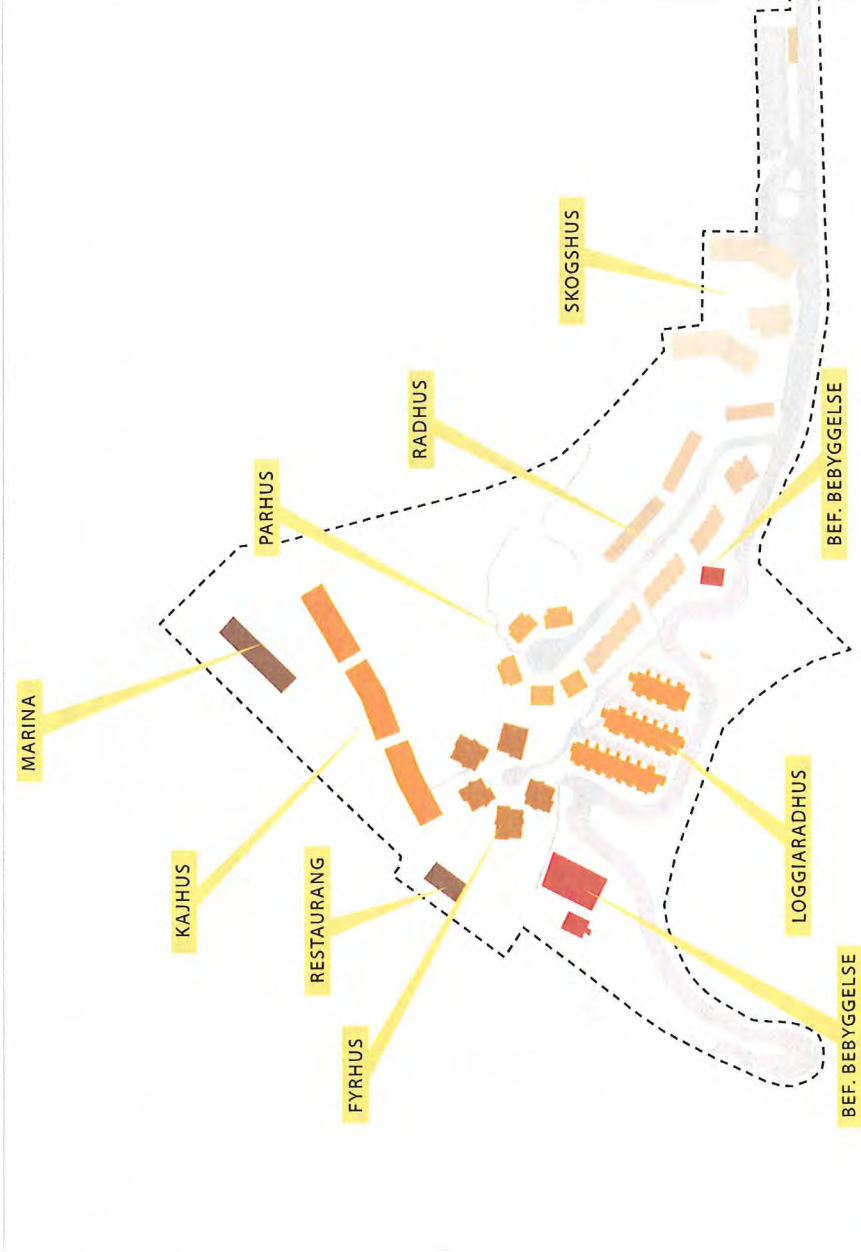 MARINA
KAJHUS
RESTAURANG
FYRHUS
PARHUS
RADHUS
SKOGSHUS
BEF. BEBYGGELSE
LOGGIARADHUS
BEF. BEBYGGELSE